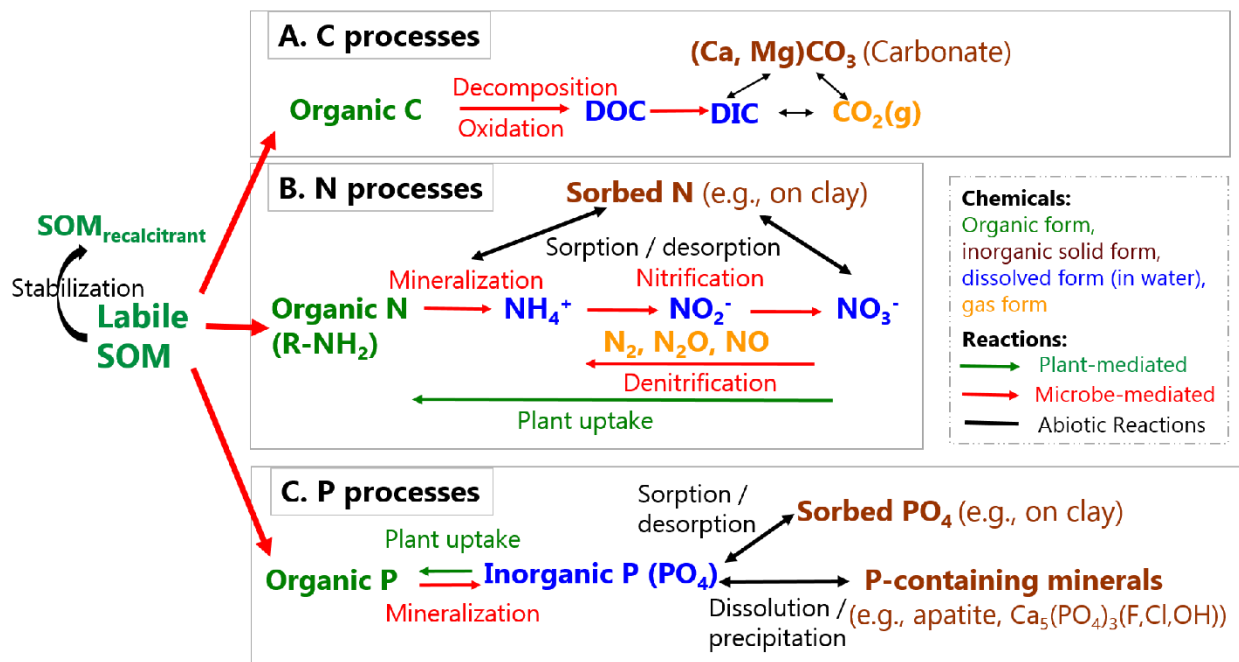 A. C processes
(Ca, Mg)CO₃ (Carbonate)
Decomposition
Organic C
DOC
DIC
CO₂(g)
Oxidation
B. N processes
Sorbed N (e.g., on clay)
Sorption / desorption
Mineralization
Nitrification
Organic N
(R-NH₂)
NH₄⁺
NO₂⁻
NO₃⁻
N₂, N₂O, NO
Denitrification
Plant uptake
SOMrecalcitrant
Stabilization
Labile
SOM
Chemicals:
Organic form,
inorganic solid form,
dissolved form (in water),
gas form
Reactions:
Plant-mediated
Microbe-mediated
Abiotic Reactions
C. P processes
Sorption /
desorption
Sorbed PO₄ (e.g., on clay)
Plant uptake
Organic P
Inorganic P (PO₄)
Mineralization
P-containing minerals
Dissolution /
precipitation
(e.g., apatite, Ca₅(PO₄)₃(F,Cl,OH))